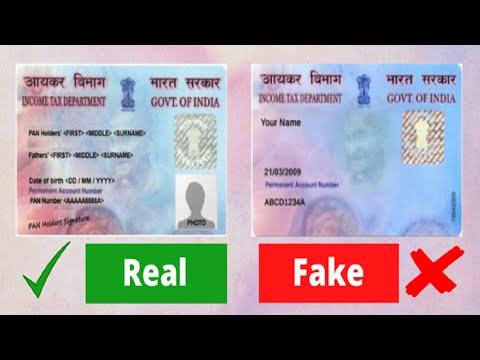 आयकर विभाग
भारत सरकार
INCOME TAX DEPARTMENT
GOVT. OF INDIA
PAN Holders' <FIRST> <MIDDLE> <SURNAME>
Fathers' <FIRST> <MIDDLE> <SURNAME>
Date of birth <DD / MM / YYYY>
Permanent Account Number
PAN Number <AAAAA8888A>
PAN Holders Signature
PHOTO
आयकर विभाग
भारत सरकार
INCOME TAX DEPARTMENT
GOVT. OF INDIA
Your Name
21/03/2009
Permanent Account Number
ABCD1234A
Real
Fake